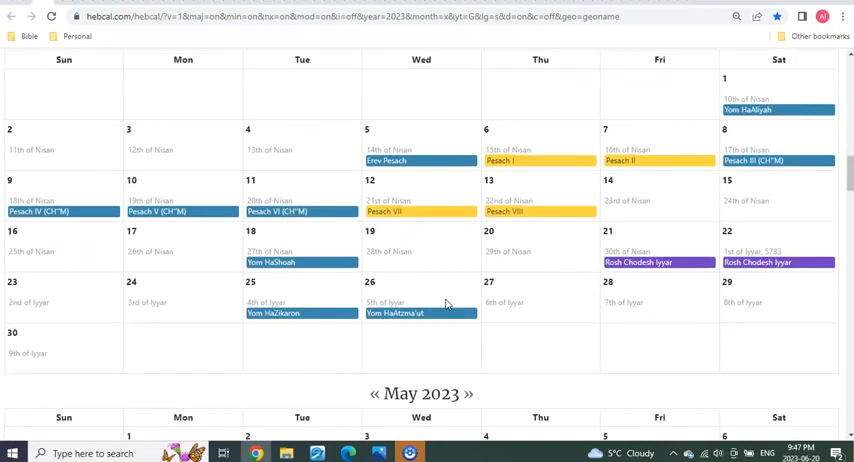 hebcal.com/hebcal/?v=1&maj=on&min=on&nx=on&mod=on&i=off&year=2023&month=x&yt=G&lg=s&d=on&c=off&geo=geoname
AI
Bible Personal Other bookmarks
Sun Mon Tue Wed Thu Fri Sat
1
10th of Nisan
Yom HaAliyah
2 3 4 5 6 7 8
11th of Nisan 12th of Nisan 13th of Nisan 14th of Nisan 15th of Nisan 16th of Nisan 17th of Nisan
Erev Pesach Pesach I Pesach II Pesach III (CH"M)
9 10 11 12 13 14 15
18th of Nisan 19th of Nisan 20th of Nisan 21st of Nisan 22nd of Nisan 23rd of Nisan 24th of Nisan
Pesach IV (CH"M) Pesach V (CH"M) Pesach VI (CH"M) Pesach VII Pesach VIII
16 17 18 19 20 21 22
25th of Nisan 26th of Nisan 27th of Nisan 28th of Nisan 29th of Nisan 30th of Nisan 1st of Iyyar, 5783
Yom HaShoah Rosh Chodesh Iyyar Rosh Chodesh Iyyar
23 24 25 26 27 28 29
2nd of Iyyar 3rd of Iyyar 4th of Iyyar 5th of Iyyar 6th of Iyyar 7th of Iyyar 8th of Iyyar
Yom HaZikaron Yom HaAtzma'ut
30
9th of Iyyar
« May 2023 »
Sun Mon Tue Wed Thu Fri Sat
1 2 3 4 5 6
Type here to search 5°C Cloudy ENG 9:47 PM
2023-06-20 2